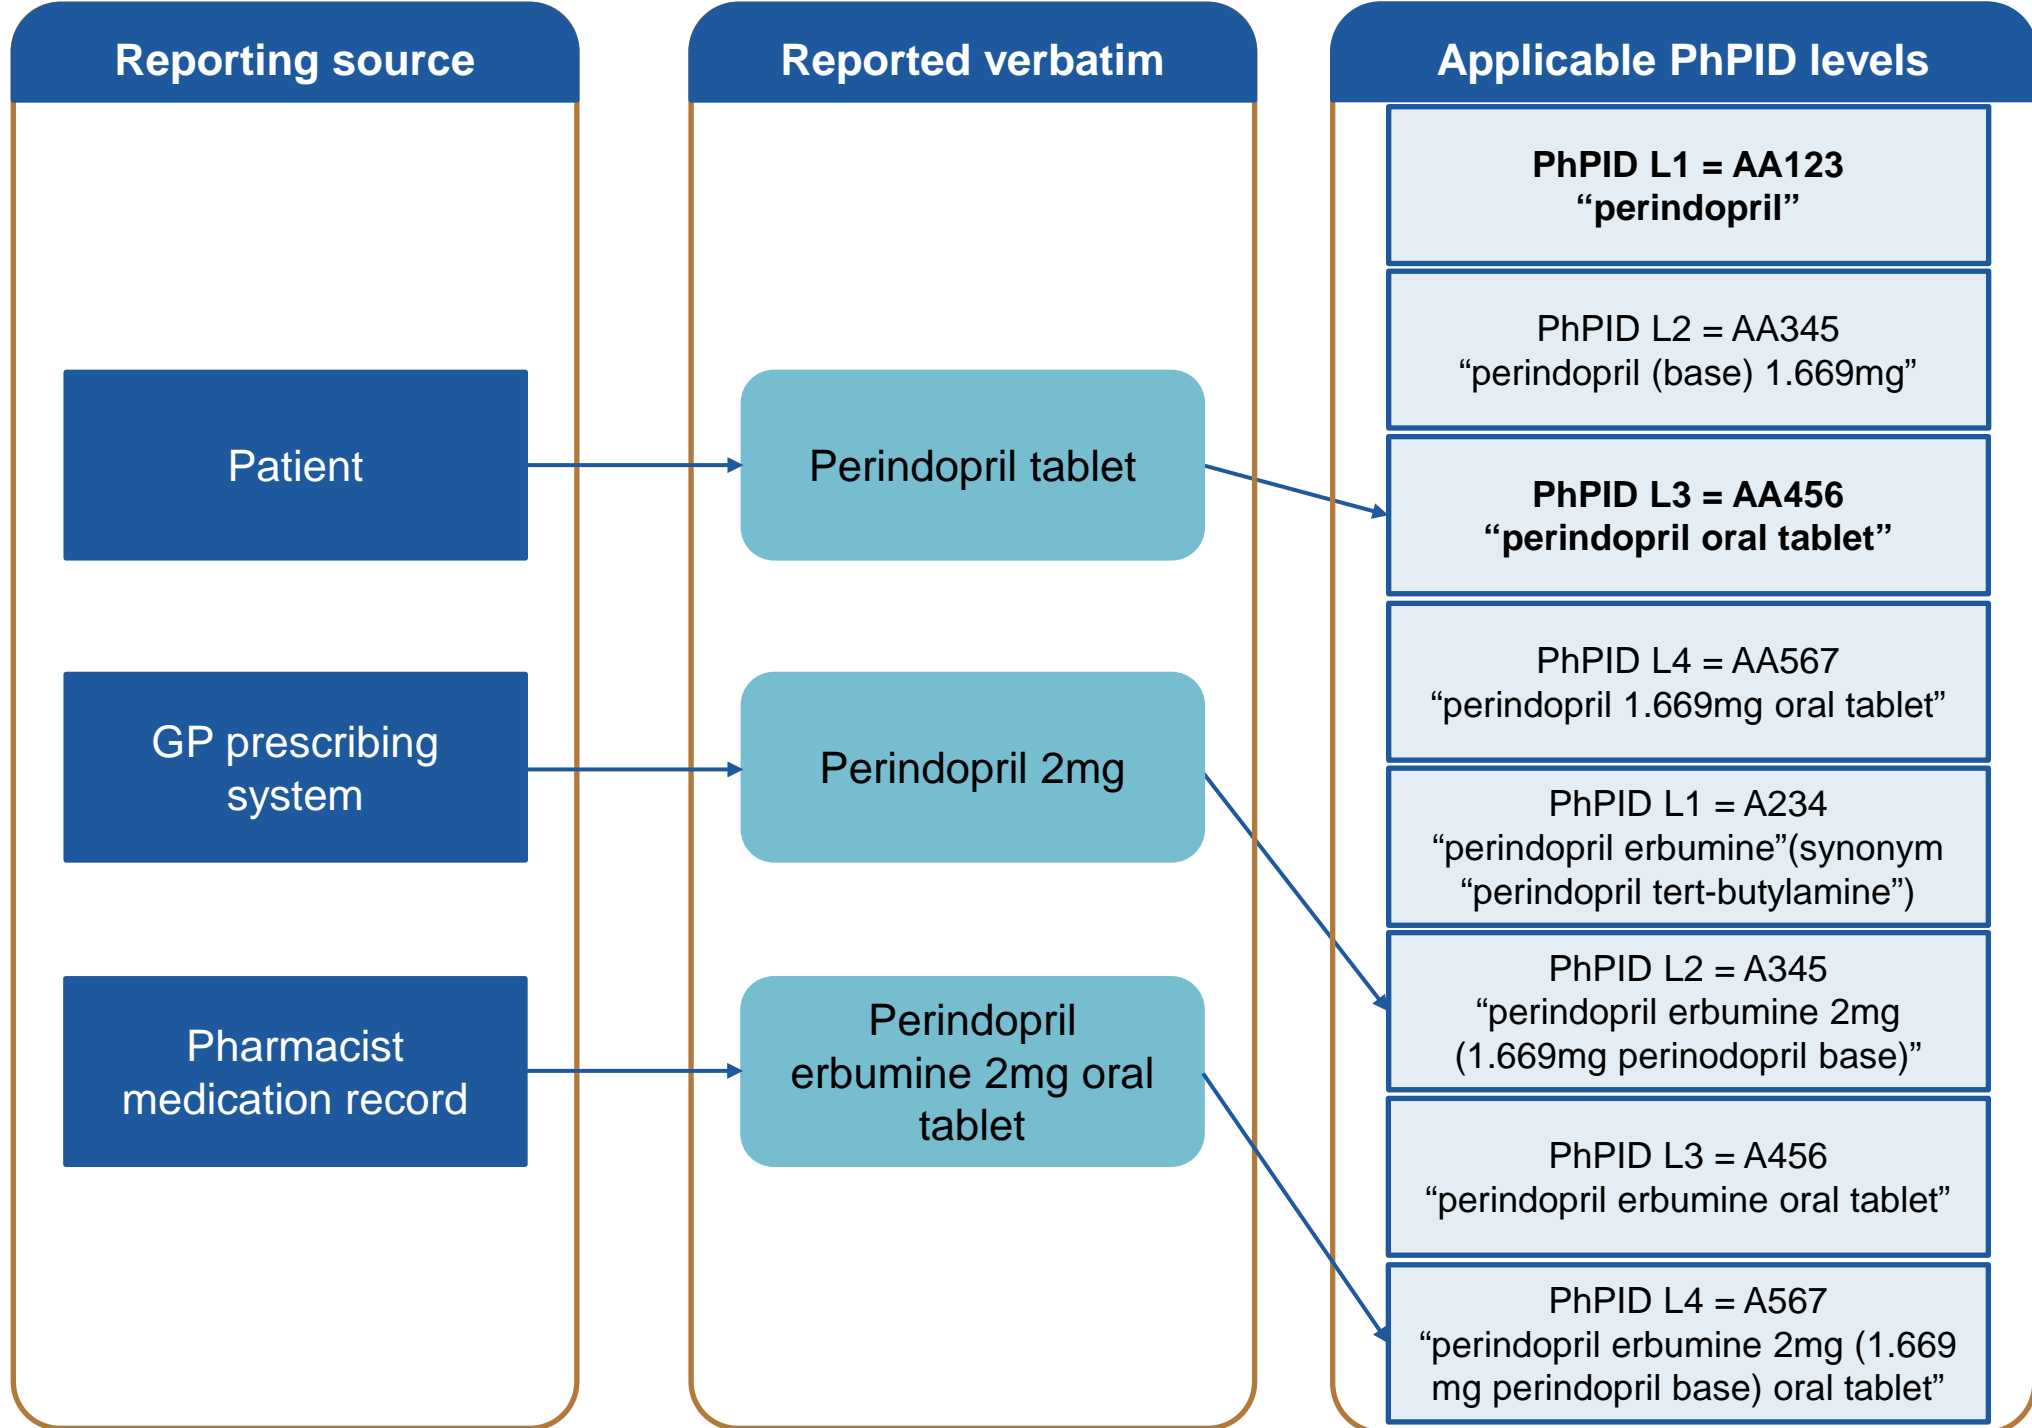 Reporting source
Reported verbatim
Applicable PhPID levels
Patient
GP prescribing
system
Pharmacist
medication record
Perindopril tablet
Perindopril 2mg
Perindopril
erbumine 2mg oral
tablet
PhPID L1 = AA123
“perindopril”
PhPID L2 = AA345
“perindopril (base) 1.669mg”
PhPID L3 = AA456
“perindopril oral tablet”
PhPID L4 = AA567
“perindopril 1.669mg oral tablet”
PhPID L1 = A234
“perindopril erbumine”(synonym
“perindopril tert-butylamine”)
PhPID L2 = A345
“perindopril erbumine 2mg
(1.669mg perinodopril base)”
PhPID L3 = A456
“perindopril erbumine oral tablet”
PhPID L4 = A567
“perindopril erbumine 2mg (1.669
mg perindopril base) oral tablet”